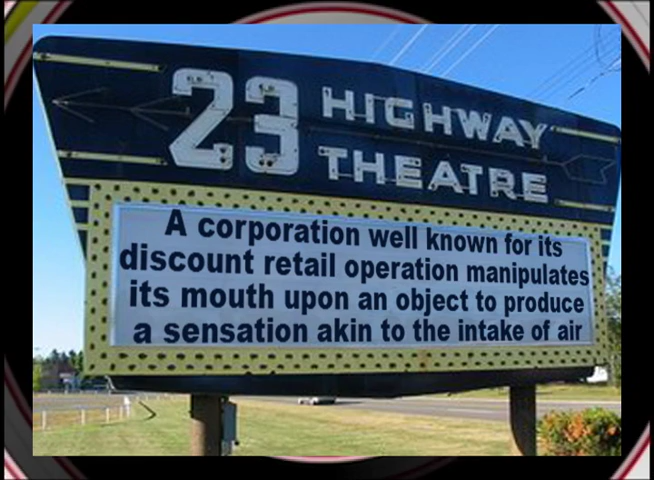 23 HIGHWAY
THEATRE
A corporation well known for its
discount retail operation manipulates
its mouth upon an object to produce
a sensation akin to the intake of air